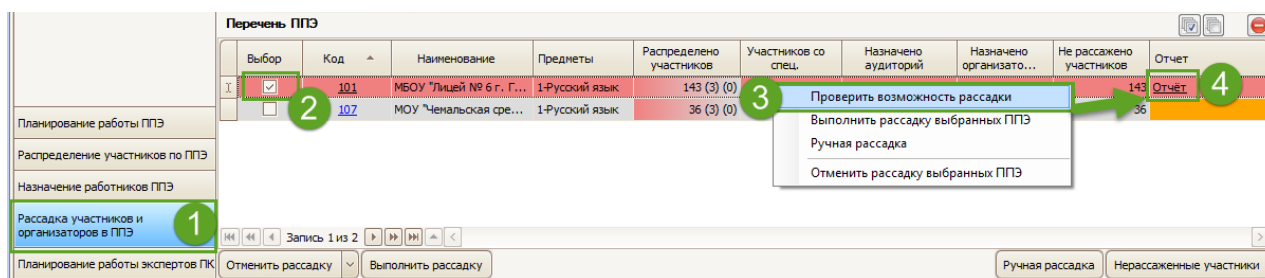 Перечень ППЭ
Выбор Код Наименование Предметы Распределено участников Участников со спец. Назначено аудиторий Назначено организато... Не рассажено участников Отчет
101 МБОУ "Лицей № 6 г. Г... 1-Русский язык 143 (3) (0) 143 Отчёт
107 МОУ "Ченальская сре... 1-Русский язык 36 (3) (0) 36
2
3
4
Проверить возможность рассадки
Выполнить рассадку выбранных ППЭ
Ручная рассадка
Отменить рассадку выбранных ППЭ
Планирование работы ППЭ
Распределение участников по ППЭ
Назначение работников ППЭ
Рассадка участников и
организаторов в ППЭ
1
Планирование работы экспертов ПК
Запись 1 из 2
Отменить рассадку Выполнить рассадку Ручная рассадка Нерассаженные участники